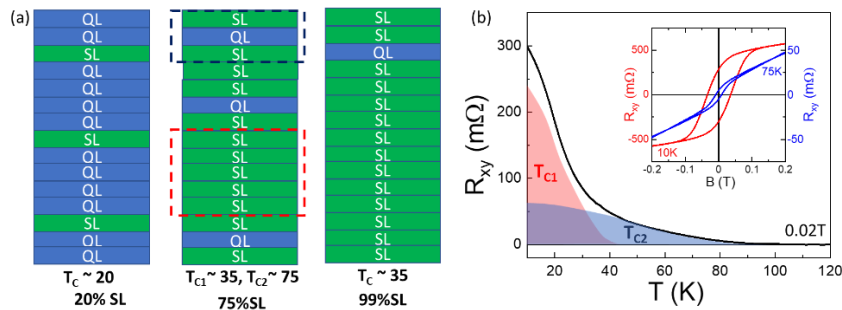 (a)
QL
QL
SL
QL
QL
QL
QL
SL
QL
QL
QL
QL
SL
QL
QL
T_C ~ 20
20% SL
SL
QL
SL
SL
SL
QL
SL
SL
SL
SL
SL
SL
SL
QL
SL
T_C1~ 35, T_C2~ 75
75%SL
SL
SL
QL
SL
SL
SL
SL
SL
SL
SL
SL
SL
SL
SL
SL
T_C ~ 35
99%SL
(b)
R_xy (mΩ)
300
200
100
0
20 40 60 80 100 120
T (K)
T_C1
T_C2
0.02T
R_xy (mΩ)
500
0
-500
-0.2 0.0 0.2
B (T)
50
0
-50
R_xy (mΩ)
75K
10K